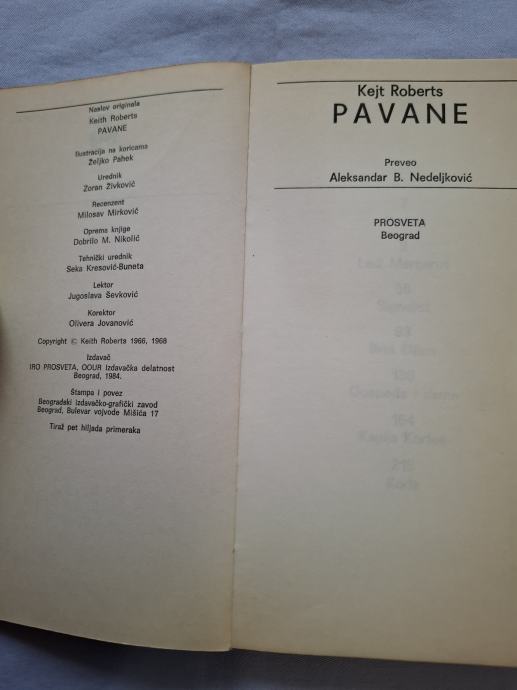 Naslov originala
Keith Roberts
PAVANE
Ilustracija na koricama
Željko Pahek
Urednik
Zoran Živković
Recenzent
Milosav Mirković
Oprema knjige
Dobrilo M. Nikolić
Tehnički urednik
Seka Kresović-Buneta
Lektor
Jugoslava Ševković
Korektor
Olivera Jovanović
Copyright © Keith Roberts 1966, 1968
Izdavač
IRO PROSVETA, OOUR Izdavačka delatnost
Beograd, 1984.
Štampa i povez
Beogradski izdavačko-grafički zavod
Beograd, Bulevar vojvode Mišića 17
Tiraž pet hiljada primeraka
Kejt Roberts
PAVANE
Preveo
Aleksandar B. Nedeljković
PROSVETA
Beograd